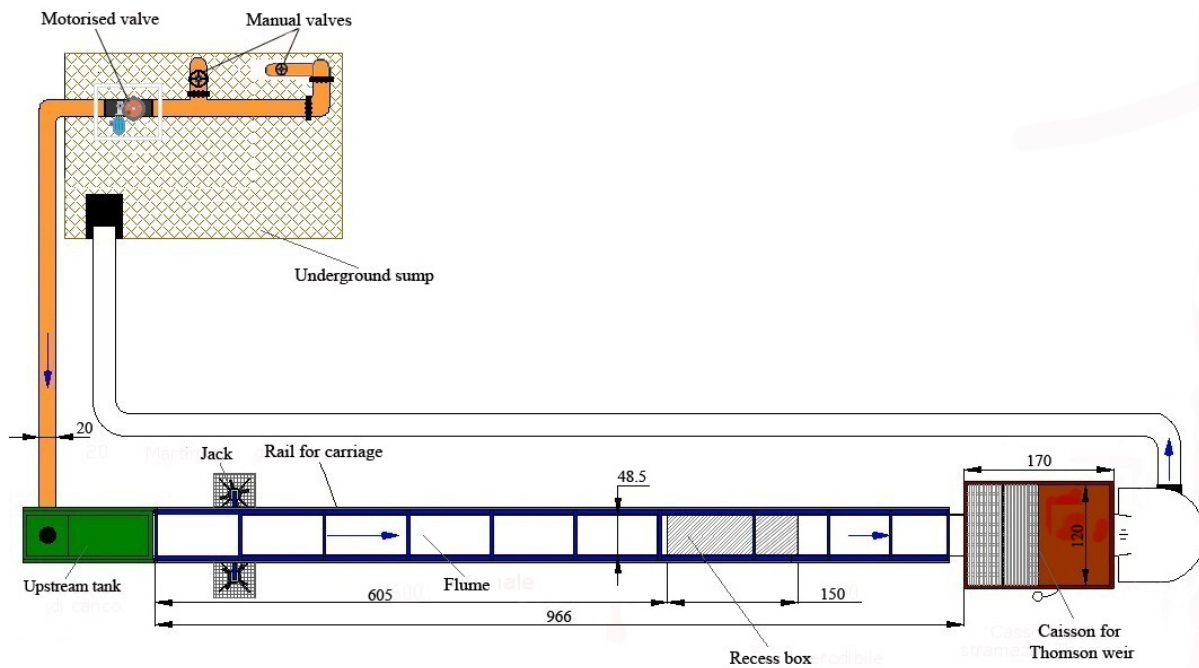 Motorised valve
Manual valves
Underground sump
20
Jack
Rail for carriage
48.5
170
120
Upstream tank
Flume
605
150
966
Recess box
Caisson for
Thomson weir